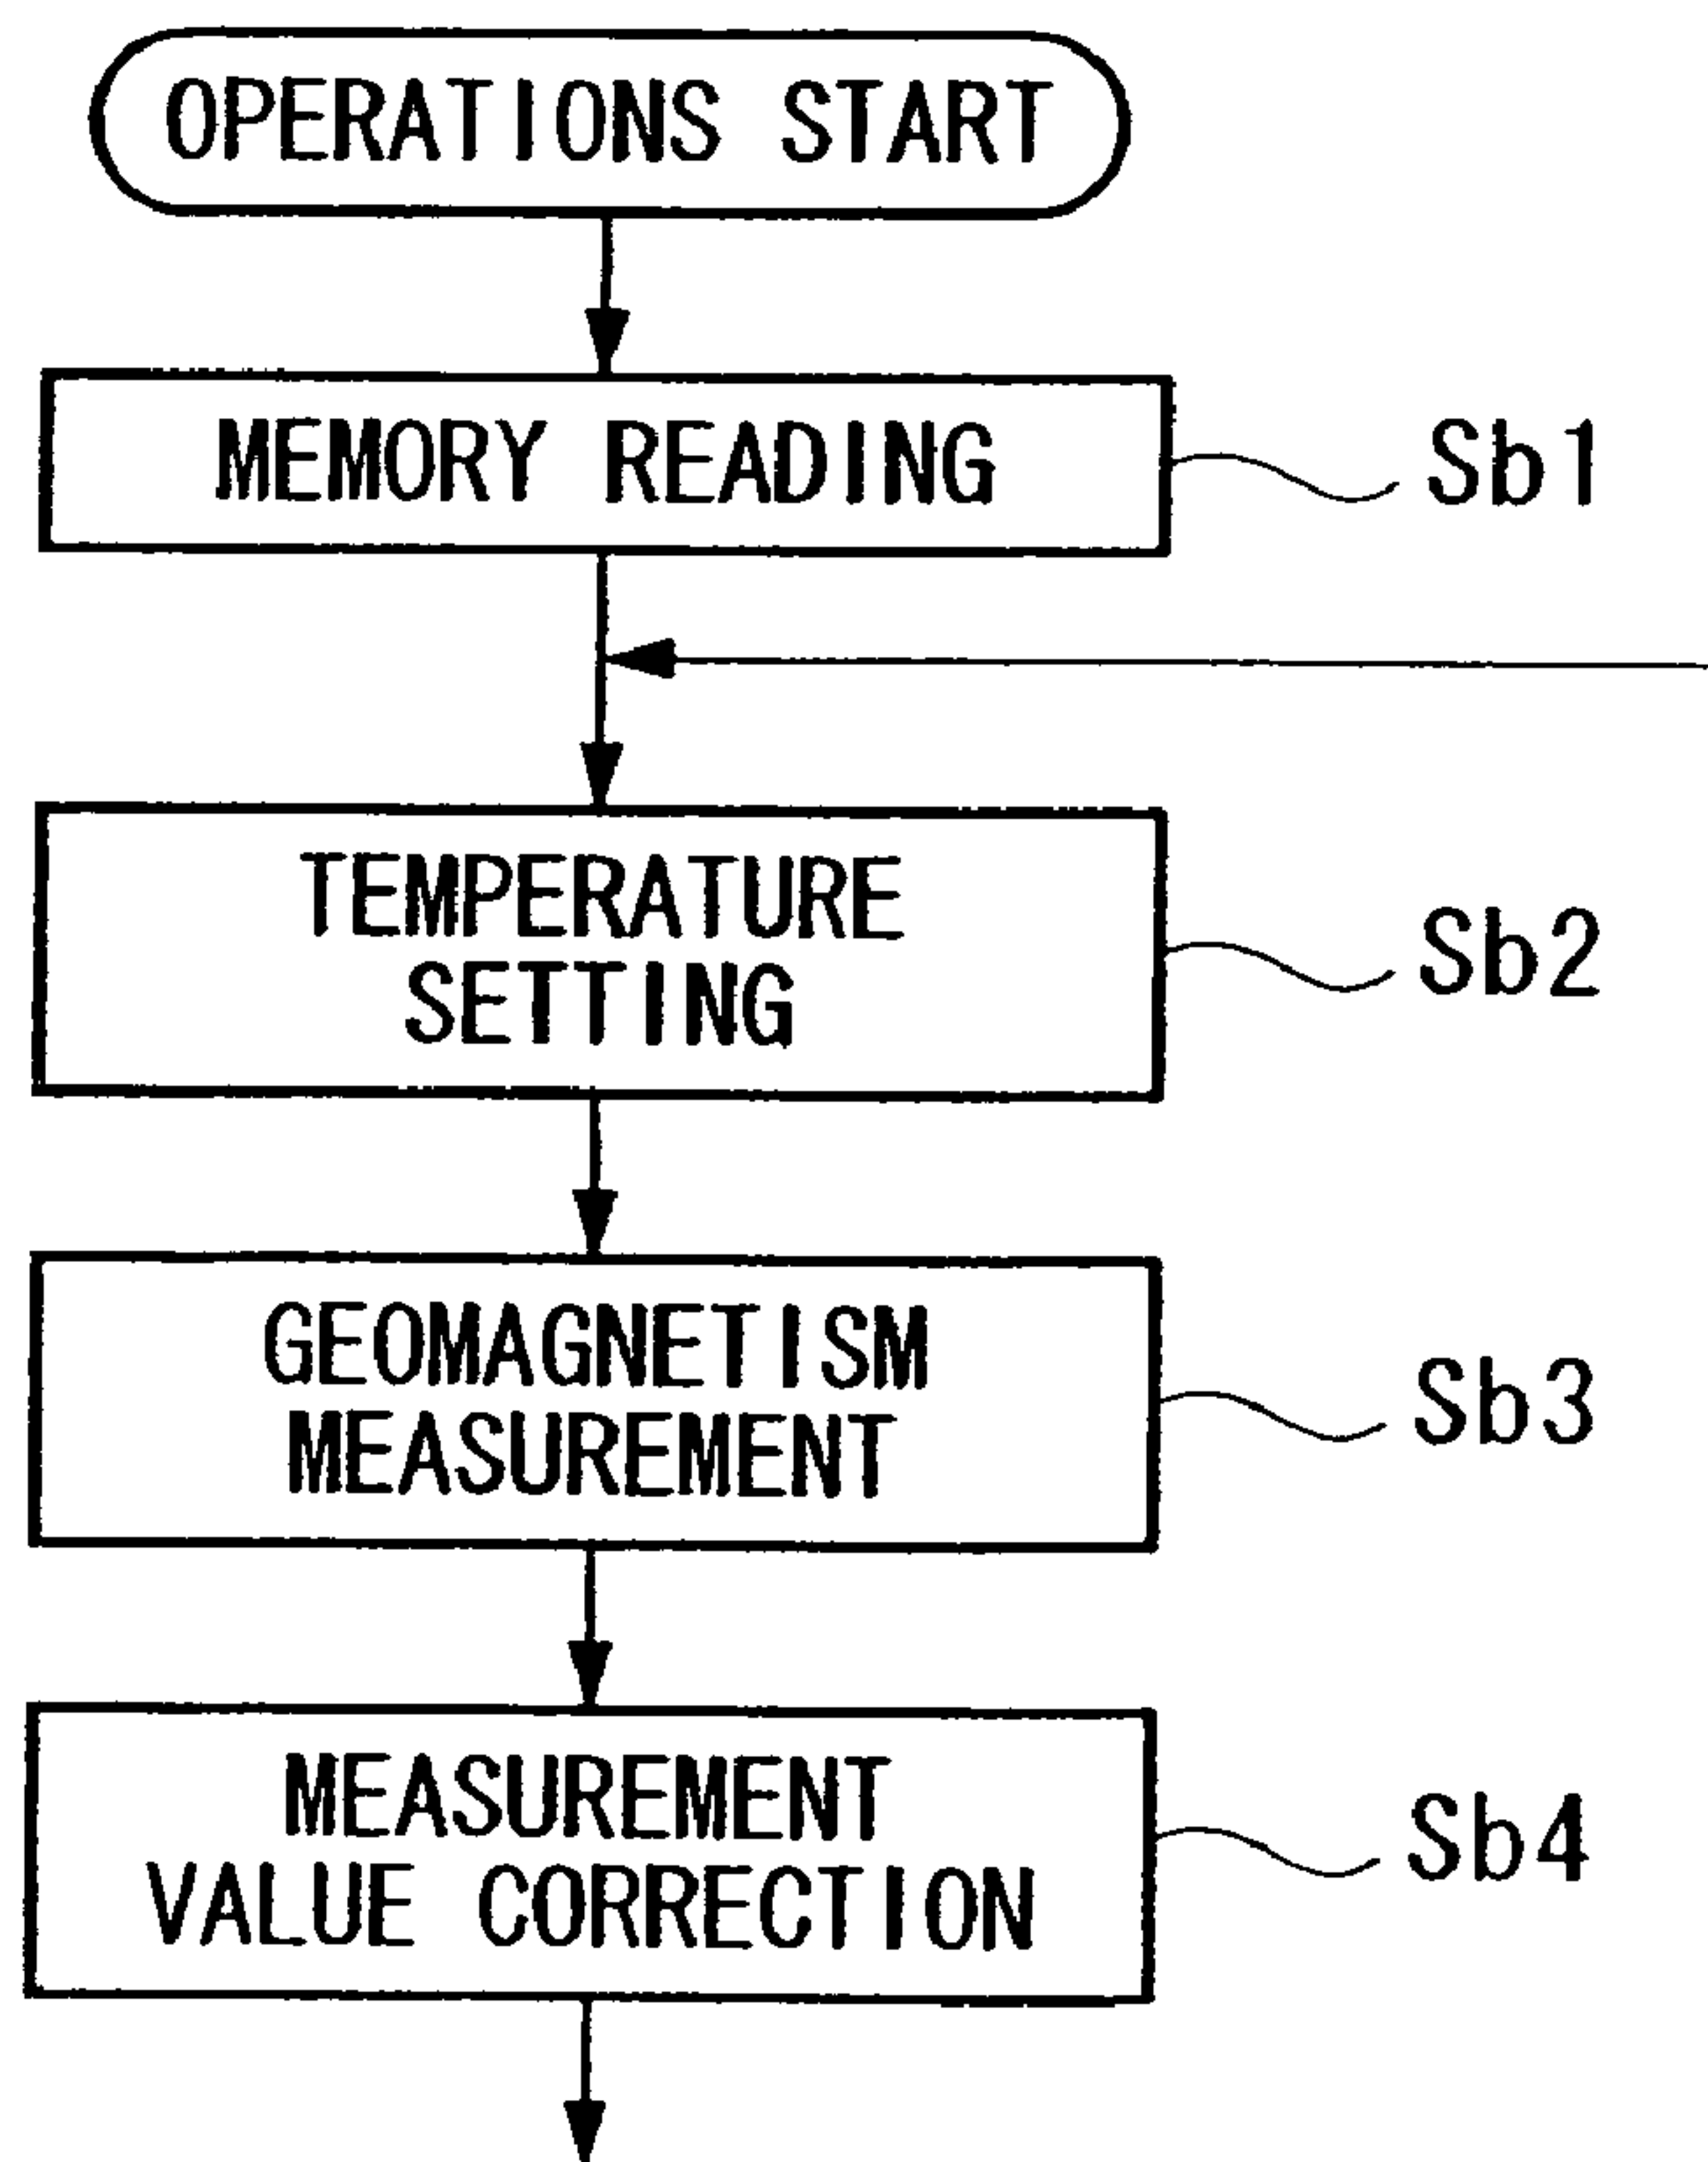 OPERATIONS START
MEMORY READING
Sb1
TEMPERATURE
SETTING
Sb2
GEOMAGNETISM
MEASUREMENT
Sb3
MEASUREMENT
VALUE CORRECTION
Sb4